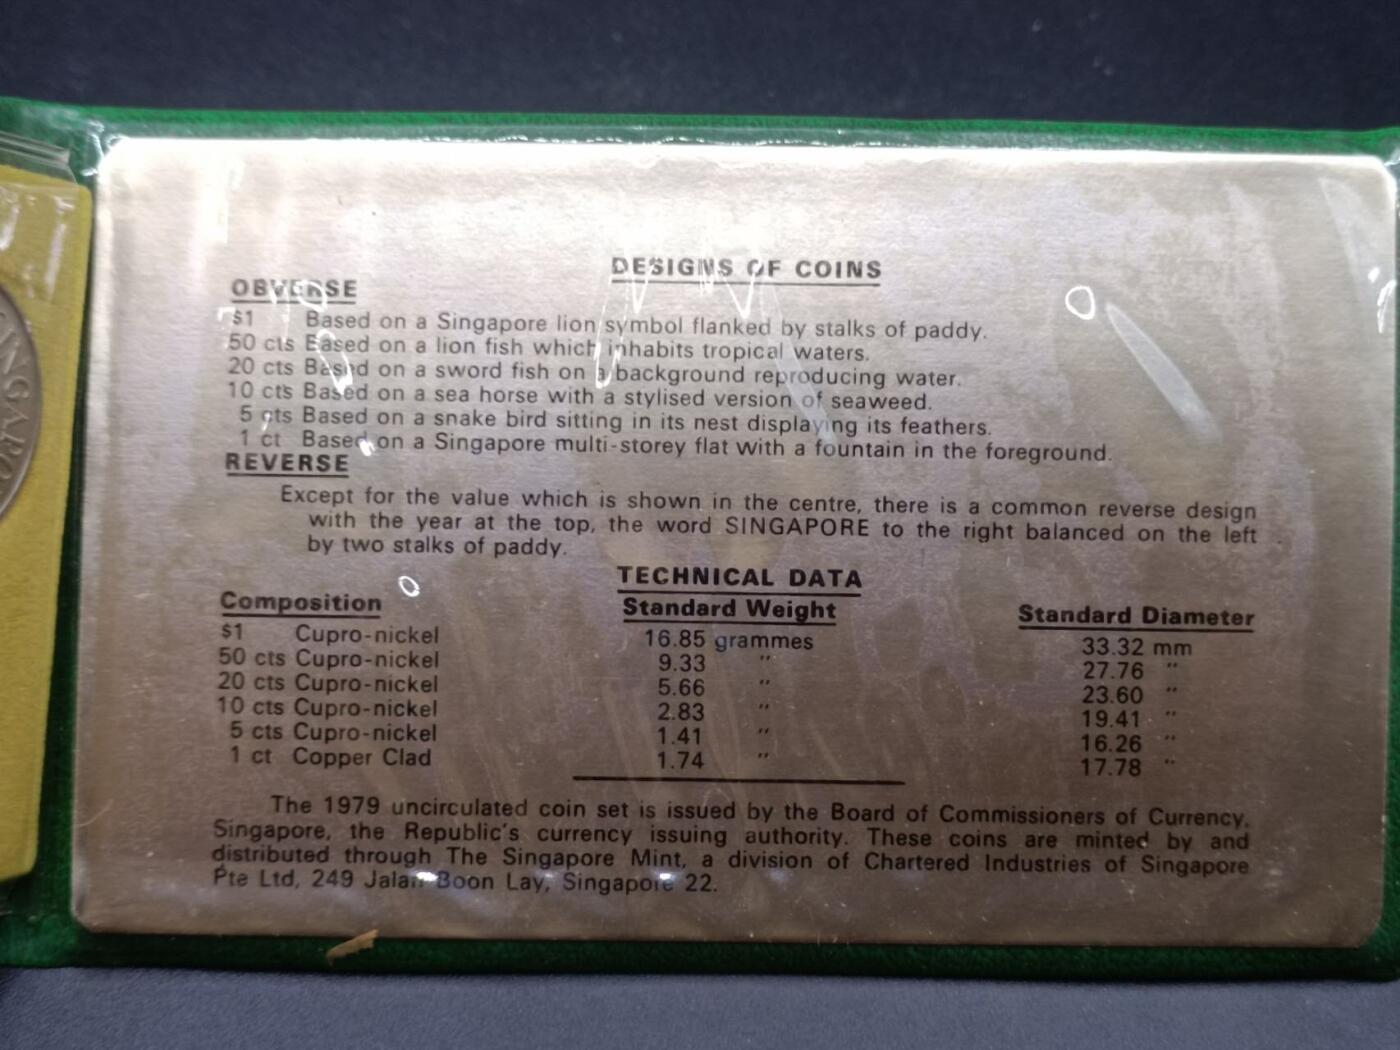 DESIGNS OF COINS
OBVERSE
$1 Based on a Singapore lion symbol flanked by stalks of paddy.
50 cts Based on a lion fish which inhabits tropical waters.
20 cts Based on a sword fish on a background reproducing water.
10 cts Based on a sea horse with a stylised version of seaweed.
5 cts Based on a snake bird sitting in its nest displaying its feathers.
1 ct Based on a Singapore multi-storey flat with a fountain in the foreground.
REVERSE
Except for the value which is shown in the centre, there is a common reverse design
with the year at the top, the word SINGAPORE to the right balanced on the left
by two stalks of paddy.
TECHNICAL DATA
Composition Standard Weight Standard Diameter
$1 Cupro-nickel 16.85 grammes 33.32 mm
50 cts Cupro-nickel 9.33 " 27.76 "
20 cts Cupro-nickel 5.66 " 23.60 "
10 cts Cupro-nickel 2.83 " 19.41 "
5 cts Cupro-nickel 1.41 " 16.26 "
1 ct Copper Clad 1.74 " 17.78 "
The 1979 uncirculated coin set is issued by the Board of Commissioners of Currency,
Singapore, the Republic's currency issuing authority. These coins are minted by and
distributed through The Singapore Mint, a division of Chartered Industries of Singapore
Pte Ltd, 249 Jalan Boon Lay, Singapore 22.